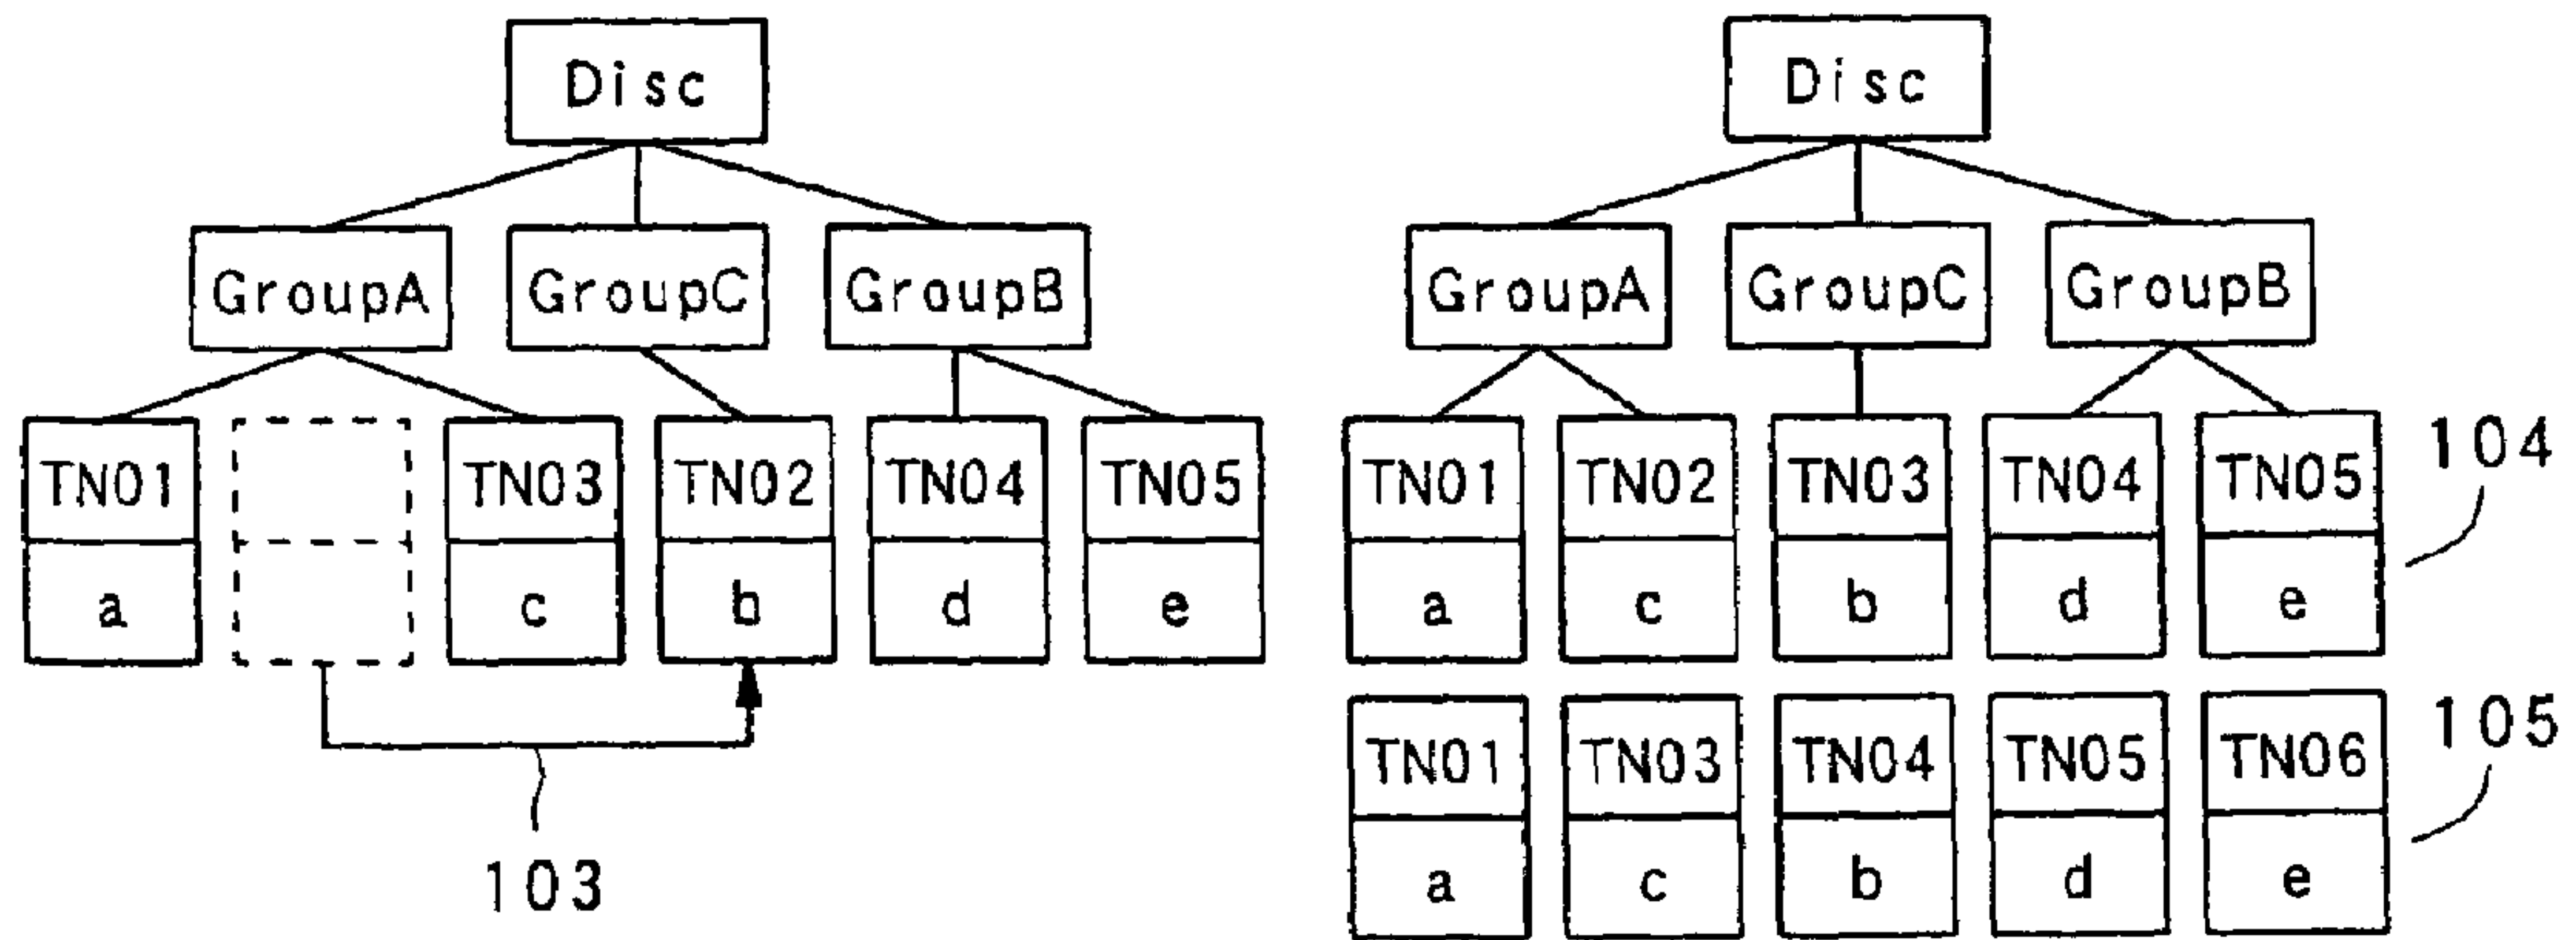 Disc Disc
GroupA GroupC GroupB GroupA GroupC GroupB
TN01 TN03 TN02 TN04 TN05 TN01 TN02 TN03 TN04 TN05 104
a c b d e a c b d e
TN01 TN03 TN04 TN05 TN06 105
103 a c b d e